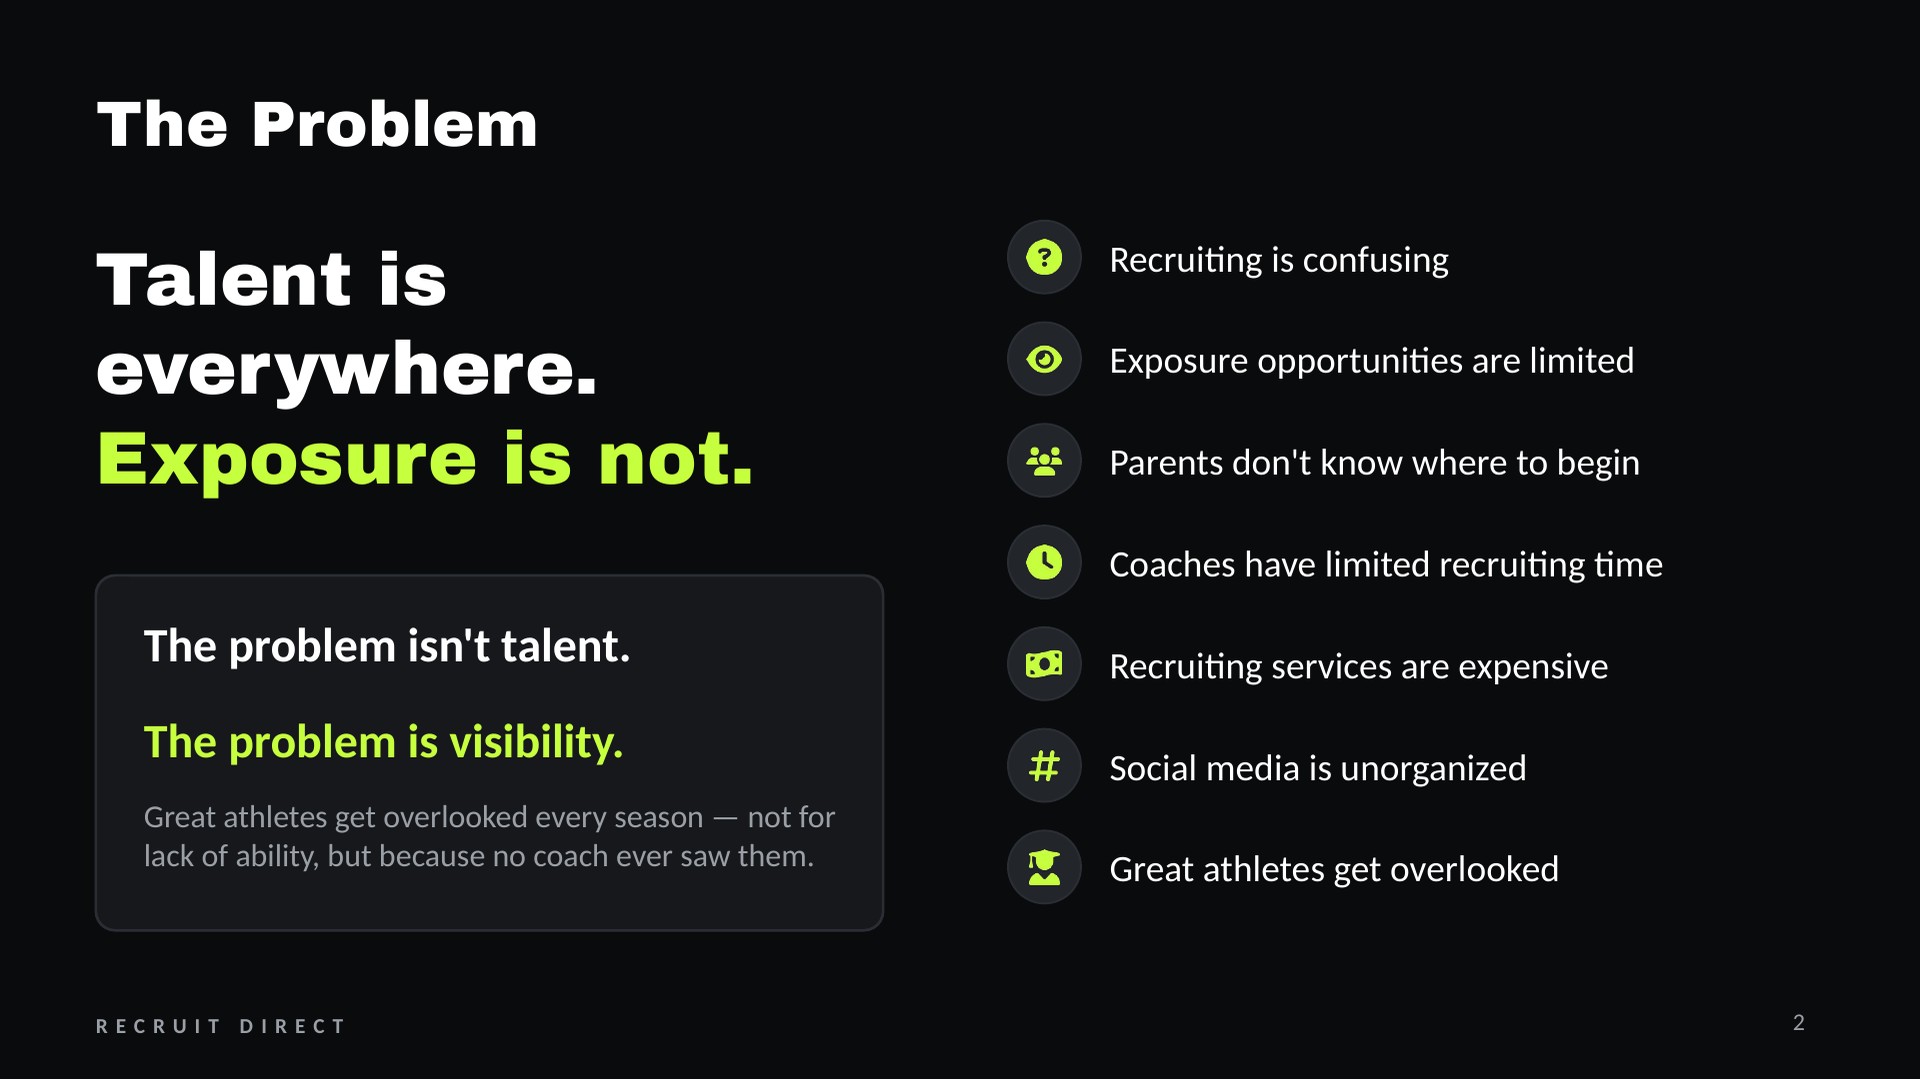 The Problem
Talent is
everywhere.
Exposure is not.
The problem isn't talent.
The problem is visibility.
Great athletes get overlooked every season — not for
lack of ability, but because no coach ever saw them.
Recruiting is confusing
Exposure opportunities are limited
Parents don't know where to begin
Coaches have limited recruiting time
Recruiting services are expensive
Social media is unorganized
Great athletes get overlooked
RECRUIT DIRECT
2